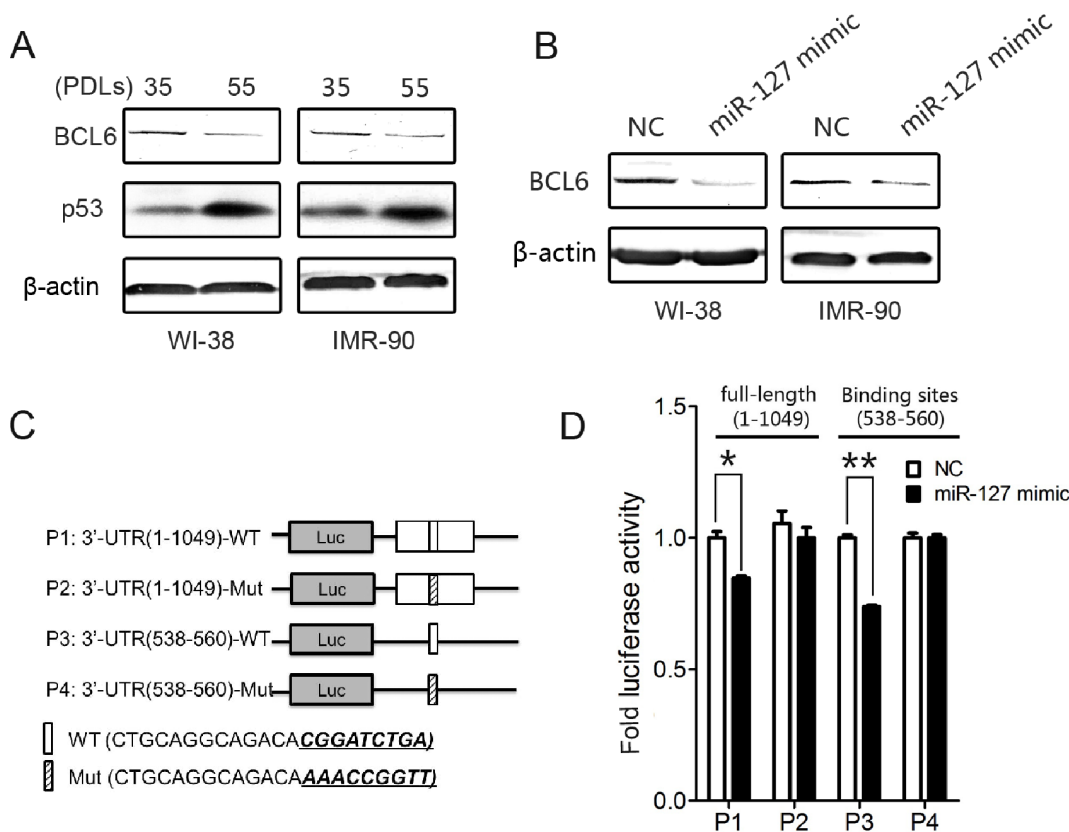 A
(PDLs) 35 55 35 55
BCL6
p53
β-actin
WI-38 IMR-90
B
NC miR-127 mimic NC miR-127 mimic
BCL6
β-actin
WI-38 IMR-90
C
P1: 3'-UTR(1-1049)-WT Luc
P2: 3'-UTR(1-1049)-Mut Luc
P3: 3'-UTR(538-560)-WT Luc
P4: 3'-UTR(538-560)-Mut Luc
WT (CTGCAGGCAGACACGGATCTGA)
Mut (CTGCAGGCAGACAAAACCGGTT)
D
full-length Binding sites
(1-1049) (538-560)
* **
NC
miR-127 mimic
Fold luciferase activity
1.5
1.0
0.5
0.0
P1 P2 P3 P4